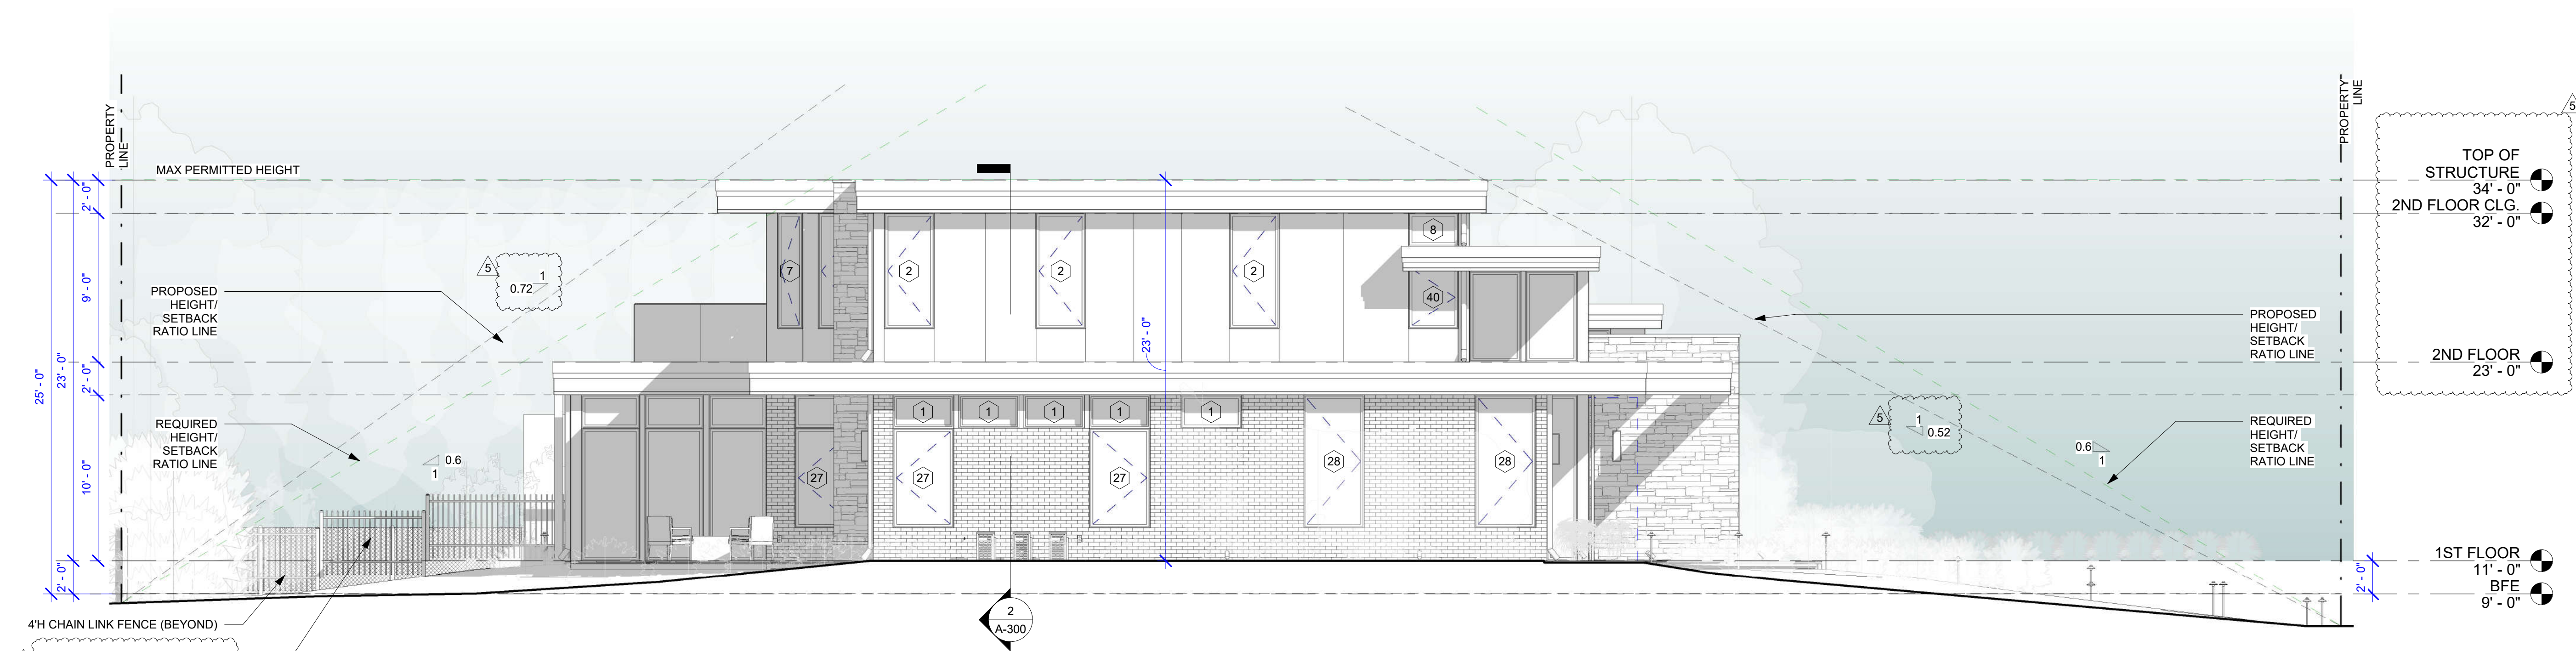 PROPERTY
LINE
MAX PERMITTED HEIGHT
PROPERTY
LINE
5
TOP OF
STRUCTURE
34' - 0"
2ND FLOOR CLG.
32' - 0"
2ND FLOOR
23' - 0"
1ST FLOOR
11' - 0"
BFE
9' - 0"
25' - 0"
23' - 0"
2' - 0"
9' - 0"
2' - 0"
10' - 0"
2' - 0"
PROPOSED
HEIGHT/
SETBACK
RATIO LINE
5
1
0.72
REQUIRED
HEIGHT/
SETBACK
RATIO LINE
0.6
1
7
2
2
2
8
40
23' - 0"
1
1
1
1
1
27
27
27
28
28
PROPOSED
HEIGHT/
SETBACK
RATIO LINE
5
1
0.52
REQUIRED
HEIGHT/
SETBACK
RATIO LINE
0.6
1
2' - 0"
4'H CHAIN LINK FENCE (BEYOND)
2
A-300